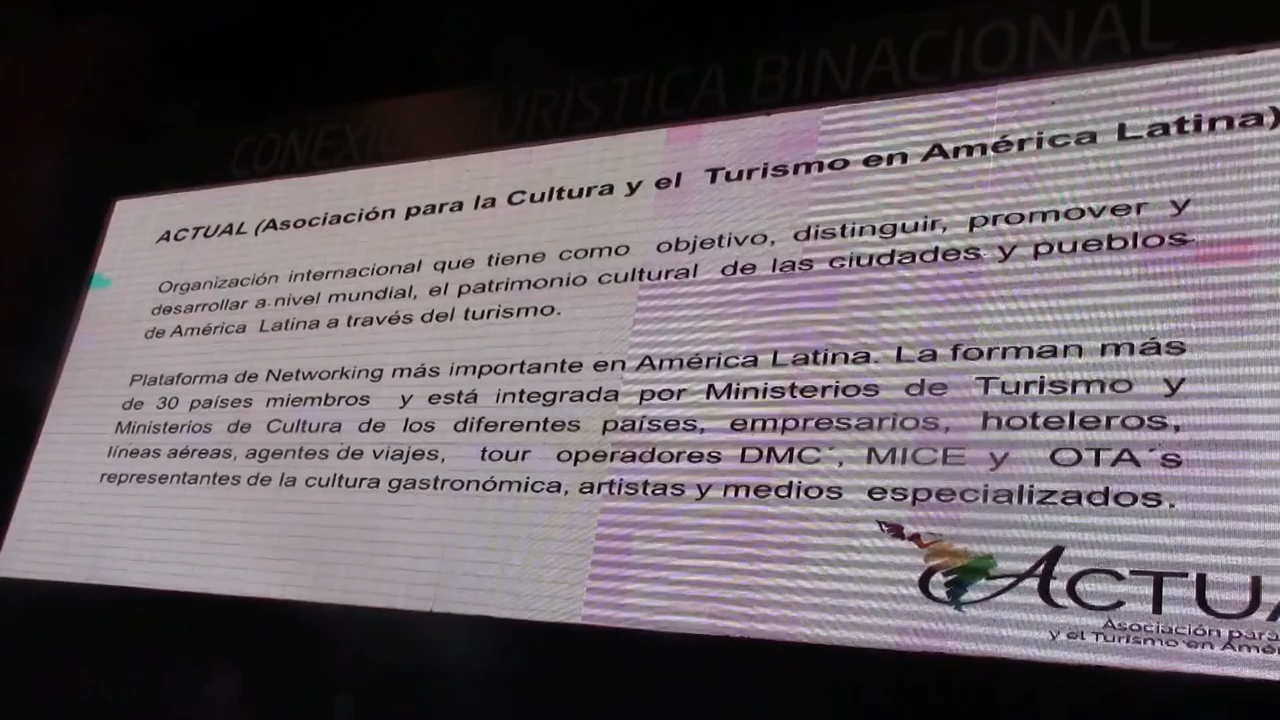 CONEXIÓN TURÍSTICA BINACIONAL
ACTUAL (Asociación para la Cultura y el Turismo en América Latina)
Organización internacional que tiene como objetivo, distinguir, promover y
desarrollar a nivel mundial, el patrimonio cultural de las ciudades y pueblos
de América Latina a través del turismo.
Plataforma de Networking más importante en América Latina. La forman más
de 30 países miembros y está integrada por Ministerios de Turismo y
Ministerios de Cultura de los diferentes países, empresarios, hoteleros,
líneas aéreas, agentes de viajes, tour operadores DMC´, MICE y OTA´s
representantes de la cultura gastronómica, artistas y medios especializados.
ACTUA
Asociación para
y el Turismo en Amé